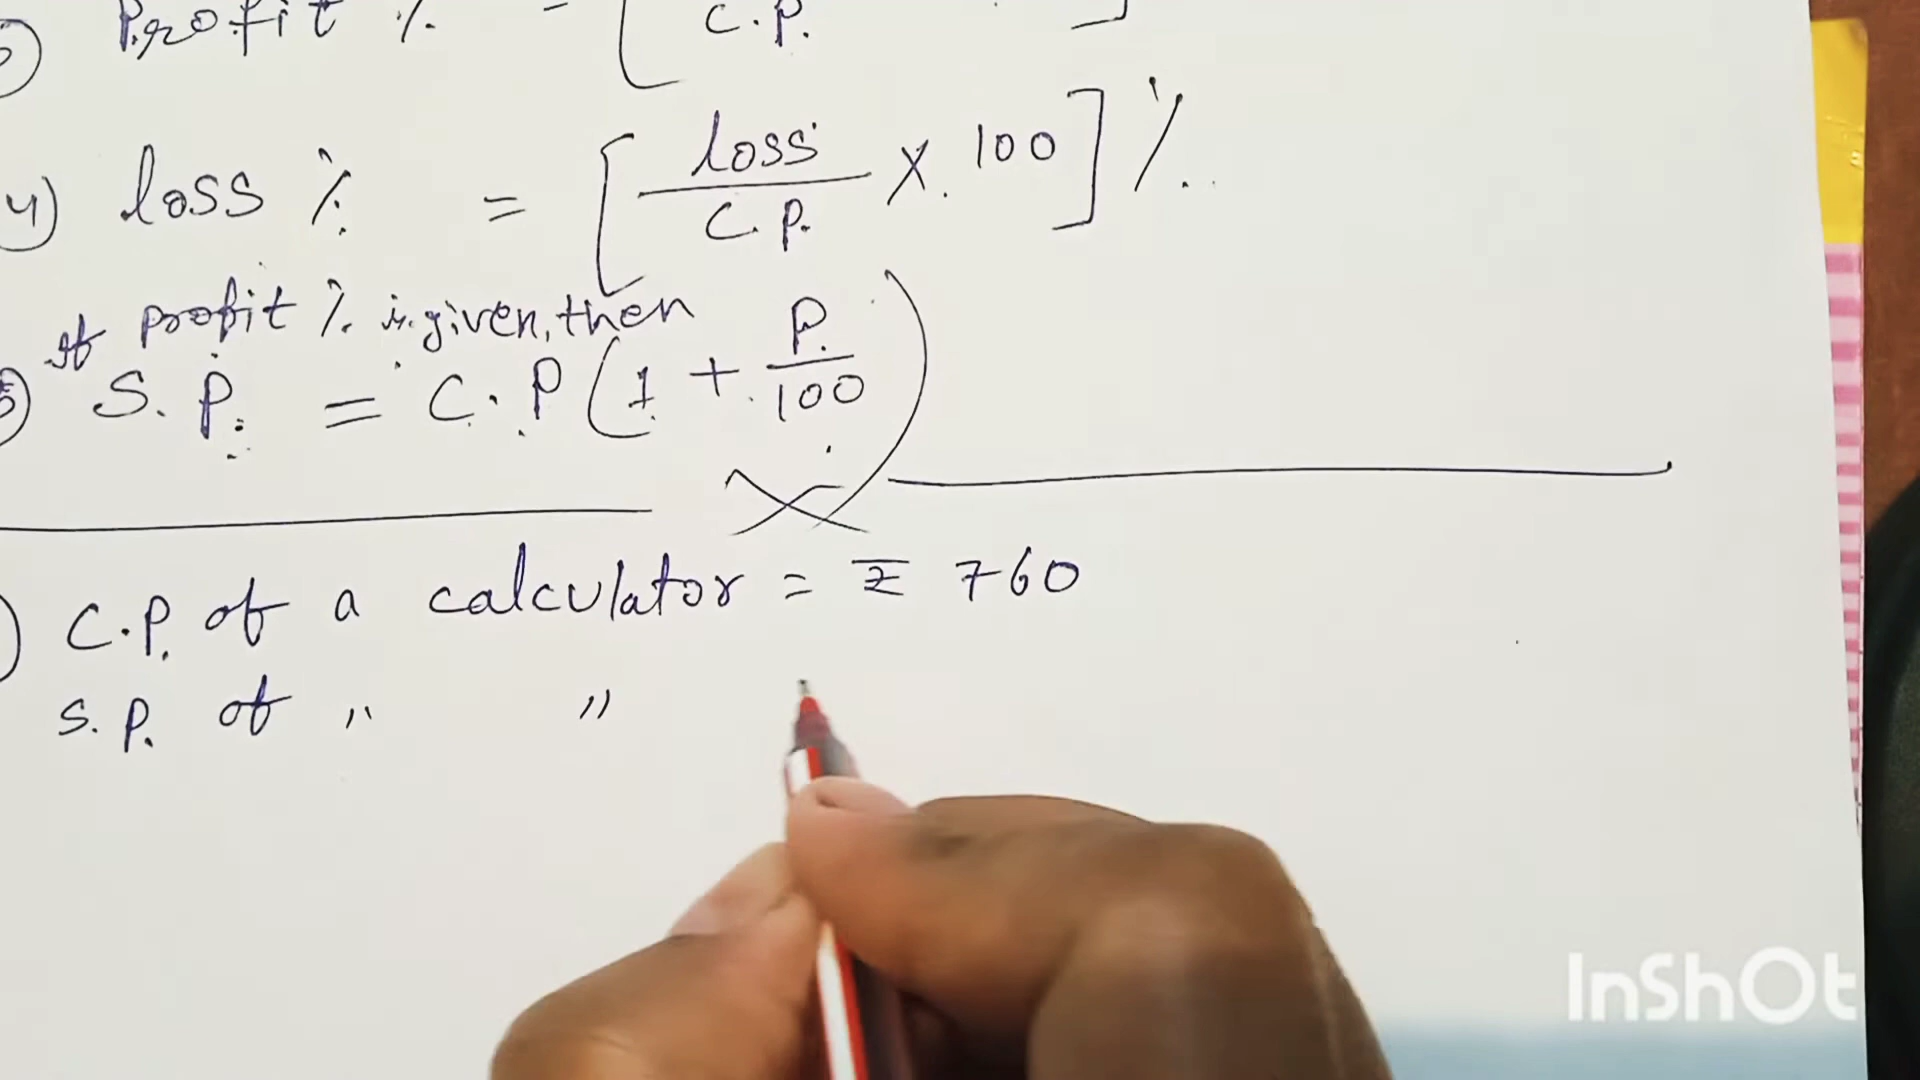 Profit % = [
C.P. ]
4) loss % = [ loss / C.P. × 100 ] %
If profit % is given, then
5) S.P. = C.P ( 1 + P / 100 )
C.P. of a calculator = ₹ 760
S.P. of " "
InShOt